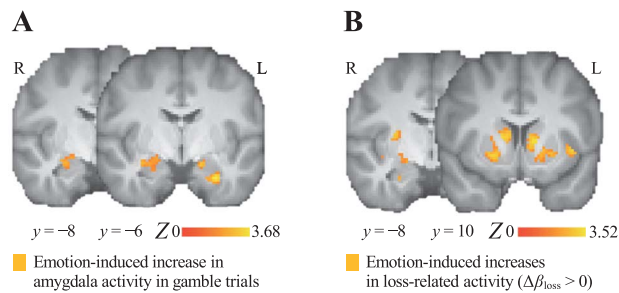 A
B
R
L
R
L
y = −8
y = −6
Z 0
3.68
y = −8
y = 10
Z 0
3.52
Emotion-induced increase in
amygdala activity in gamble trials
Emotion-induced increases
in loss-related activity (Δβloss > 0)